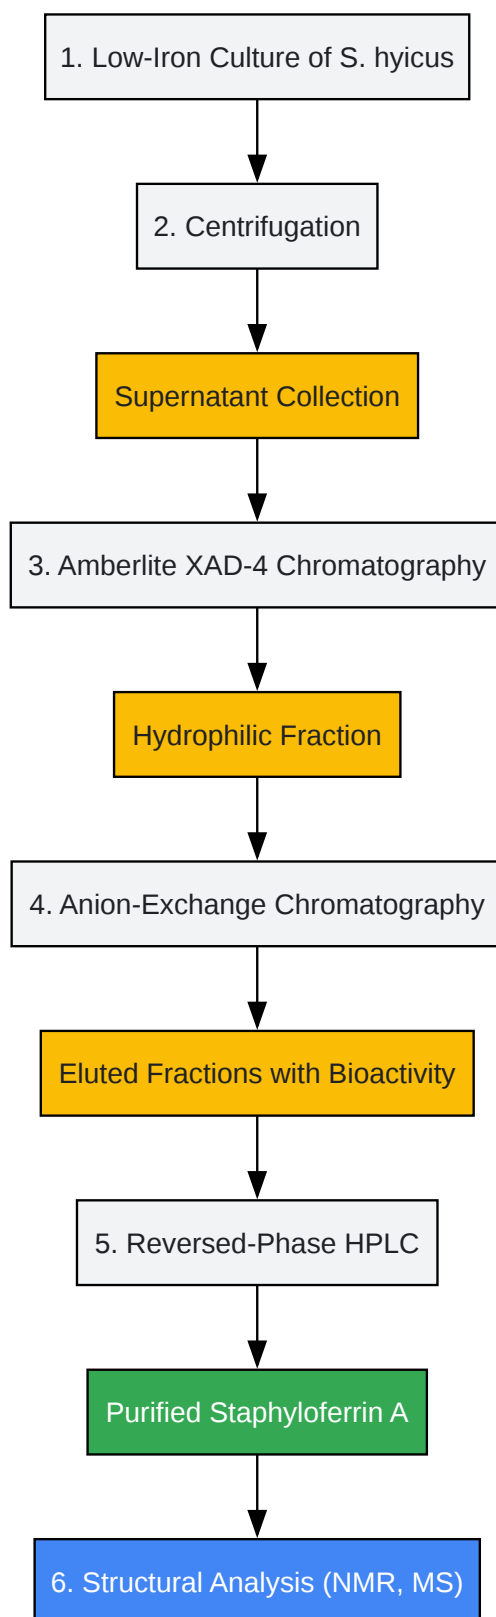 1. Low-Iron Culture of S. hyicus
2. Centrifugation
Supernatant Collection
3. Amberlite XAD-4 Chromatography
Hydrophilic Fraction
4. Anion-Exchange Chromatography
Eluted Fractions with Bioactivity
5. Reversed-Phase HPLC
Purified Staphyloferrin A
6. Structural Analysis (NMR, MS)